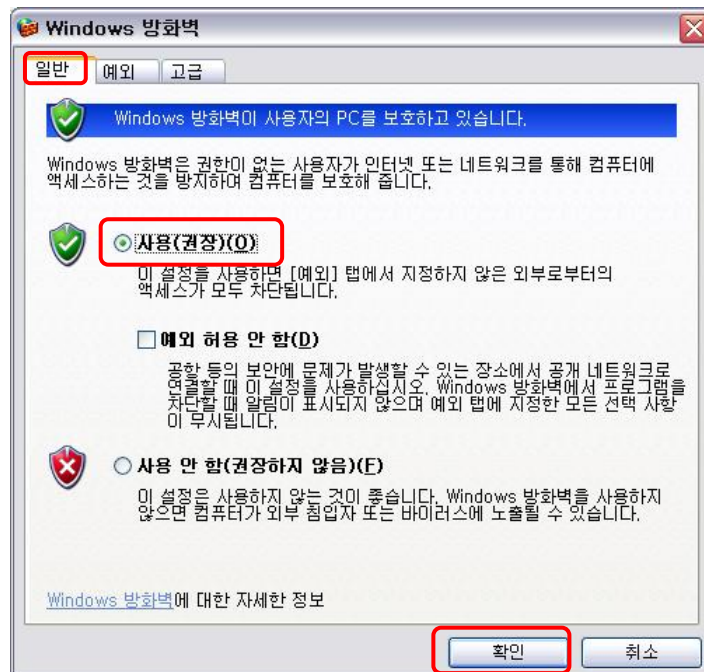 Windows 방화벽
일반 예외 고급
Windows 방화벽이 사용자의 PC를 보호하고 있습니다.
Windows 방화벽은 권한이 없는 사용자가 인터넷 또는 네트워크를 통해 컴퓨터에
액세스하는 것을 방지하여 컴퓨터를 보호해 줍니다.
사용(권장)(O)
이 설정을 사용하면 [예외] 탭에서 지정하지 않은 외부로부터의
액세스가 모두 차단됩니다.
예외 허용 안 함(D)
공항 등의 보안에 문제가 발생할 수 있는 장소에서 공개 네트워크로
연결할 때 이 설정을 사용하십시오. Windows 방화벽에서 프로그램을
차단할 때 알림이 표시되지 않으며 예외 탭에 지정한 모든 선택 사항
이 무시됩니다.
사용 안 함(권장하지 않음)(F)
이 설정은 사용하지 않는 것이 좋습니다. Windows 방화벽을 사용하지
않으면 컴퓨터가 외부 침입자 또는 바이러스에 노출될 수 있습니다.
Windows 방화벽에 대한 자세한 정보
확인 취소